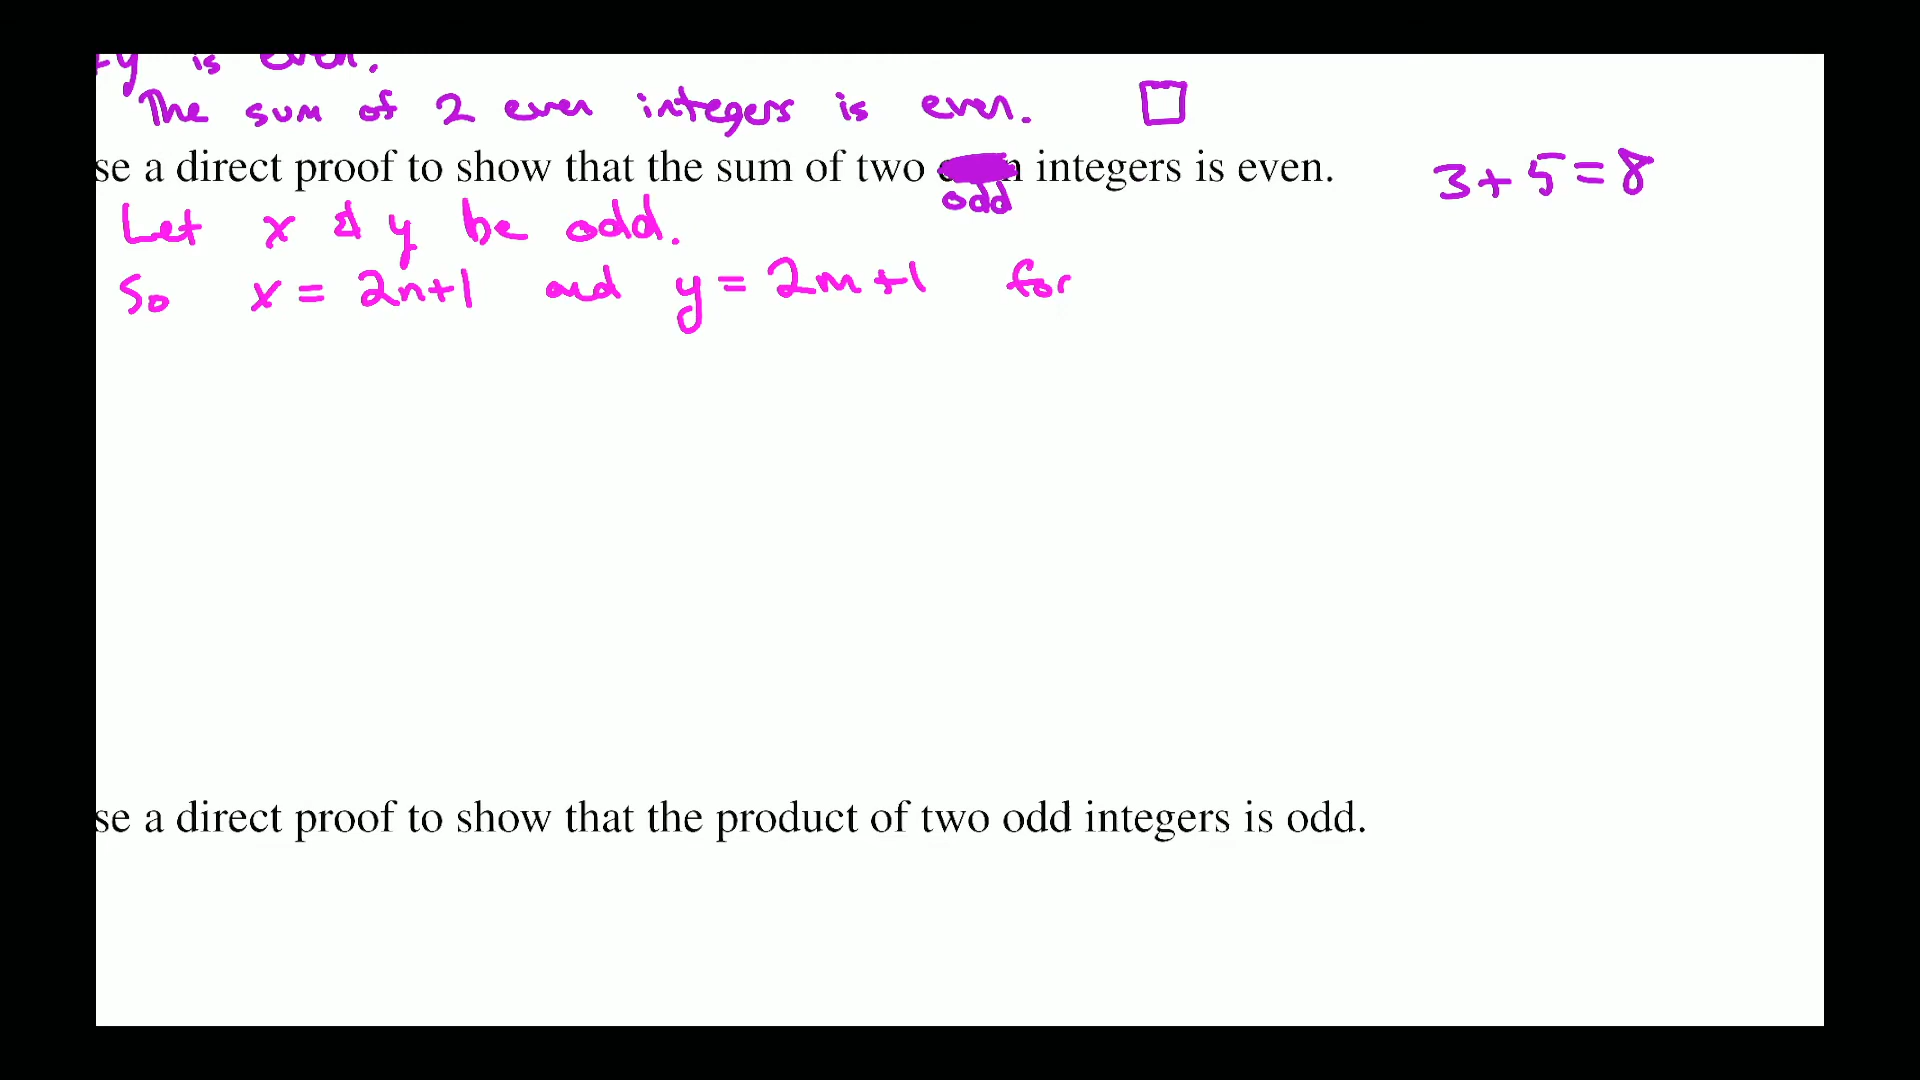 +y is even.
The sum of 2 even integers is even. □
se a direct proof to show that the sum of two integers is even. 3+5=8
odd
Let x & y be odd.
So x = 2n+1 and y = 2m+1 for
se a direct proof to show that the product of two odd integers is odd.